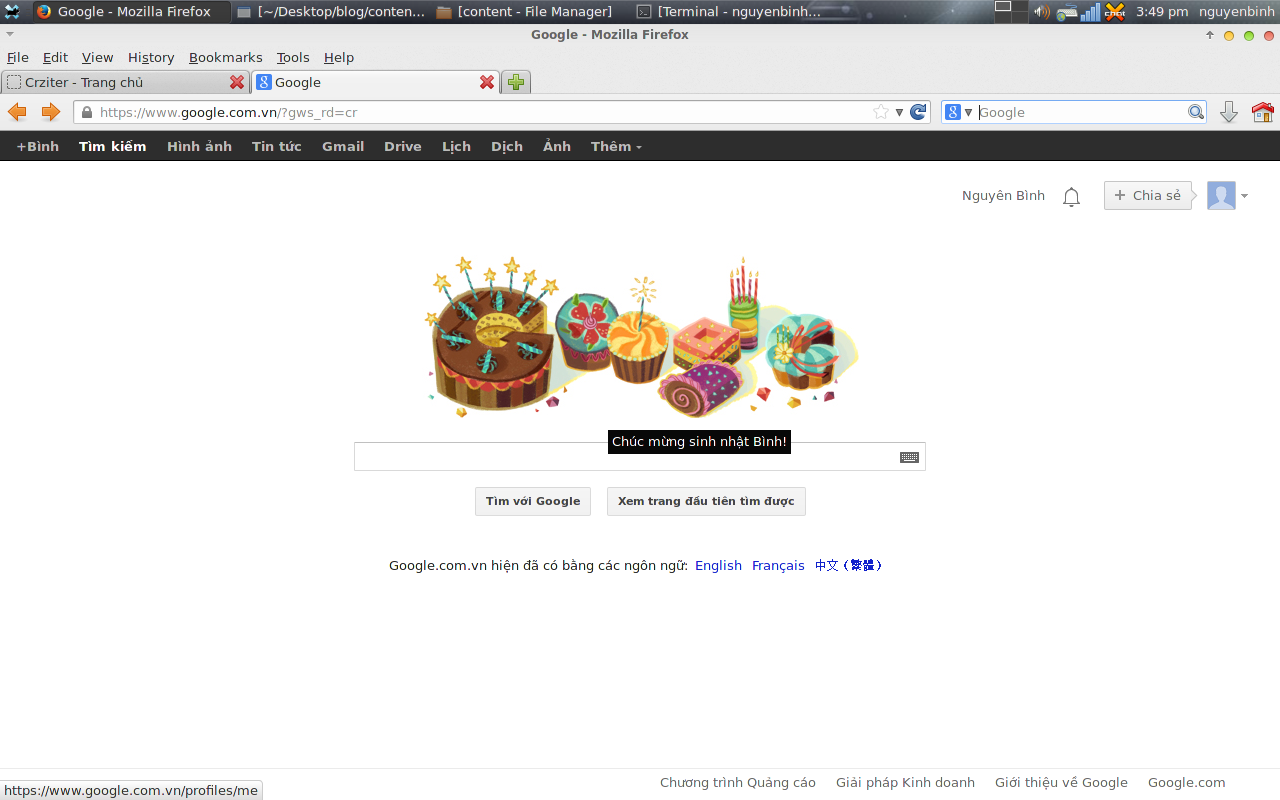 Google - Mozilla Firefox [~/Desktop/blog/conten... [content - File Manager] [Terminal - nguyenbinh... 3:49 pm nguyenbinh
Google - Mozilla Firefox
File Edit View History Bookmarks Tools Help
Crziter - Trang chủ Google
https://www.google.com.vn/?gws_rd=cr Google
+Bình Tìm kiếm Hình ảnh Tin tức Gmail Drive Lịch Dịch Ảnh Thêm
Nguyên Bình + Chia sẻ
Chúc mừng sinh nhật Bình!
Tìm với Google Xem trang đầu tiên tìm được
Google.com.vn hiện đã có bằng các ngôn ngữ: English Français 中文 (繁體)
Chương trình Quảng cáo Giải pháp Kinh doanh Giới thiệu về Google Google.com
https://www.google.com.vn/profiles/me